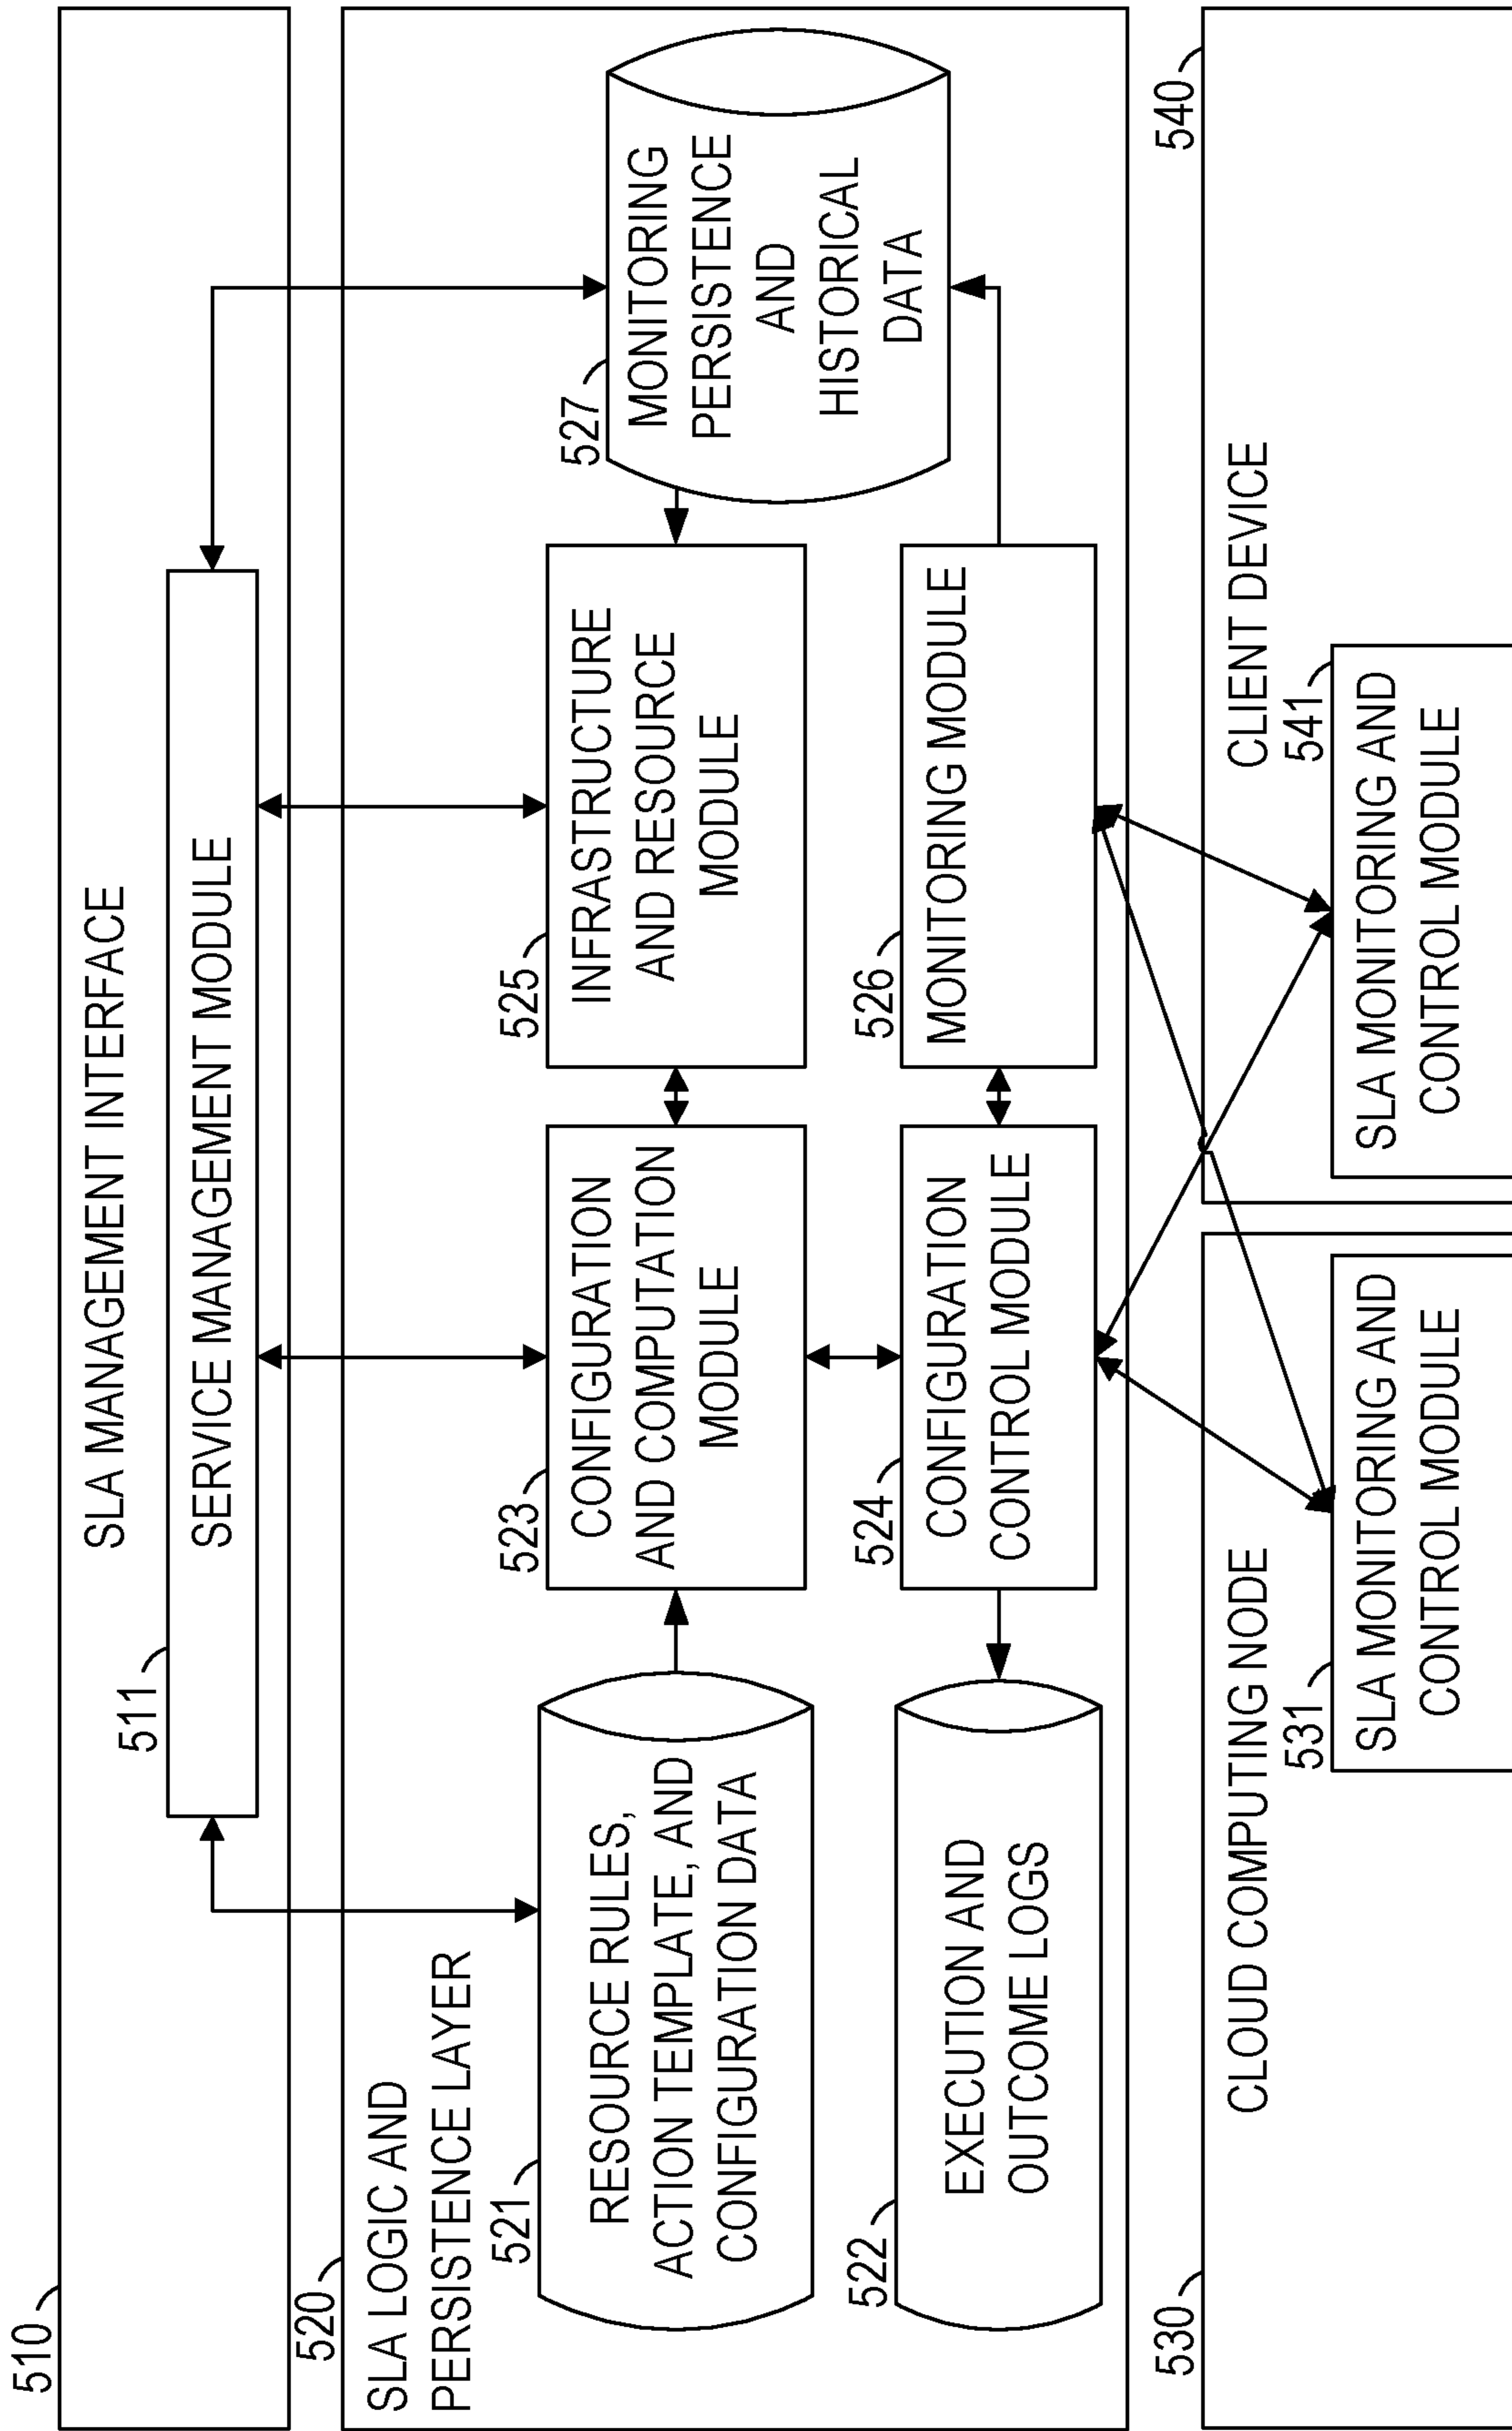 510
SLA MANAGEMENT INTERFACE
511
SERVICE MANAGEMENT MODULE
520
SLA LOGIC AND
PERSISTENCE LAYER
521
RESOURCE RULES,
ACTION TEMPLATE, AND
CONFIGURATION DATA
523
CONFIGURATION
AND COMPUTATION
MODULE
525
INFRASTRUCTURE
AND RESOURCE
MODULE
527
MONITORING
PERSISTENCE
AND
HISTORICAL
DATA
522
EXECUTION AND
OUTCOME LOGS
524
CONFIGURATION
CONTROL MODULE
526
MONITORING MODULE
530
CLOUD COMPUTING NODE
531
SLA MONITORING AND
CONTROL MODULE
540
CLIENT DEVICE
541
SLA MONITORING AND
CONTROL MODULE